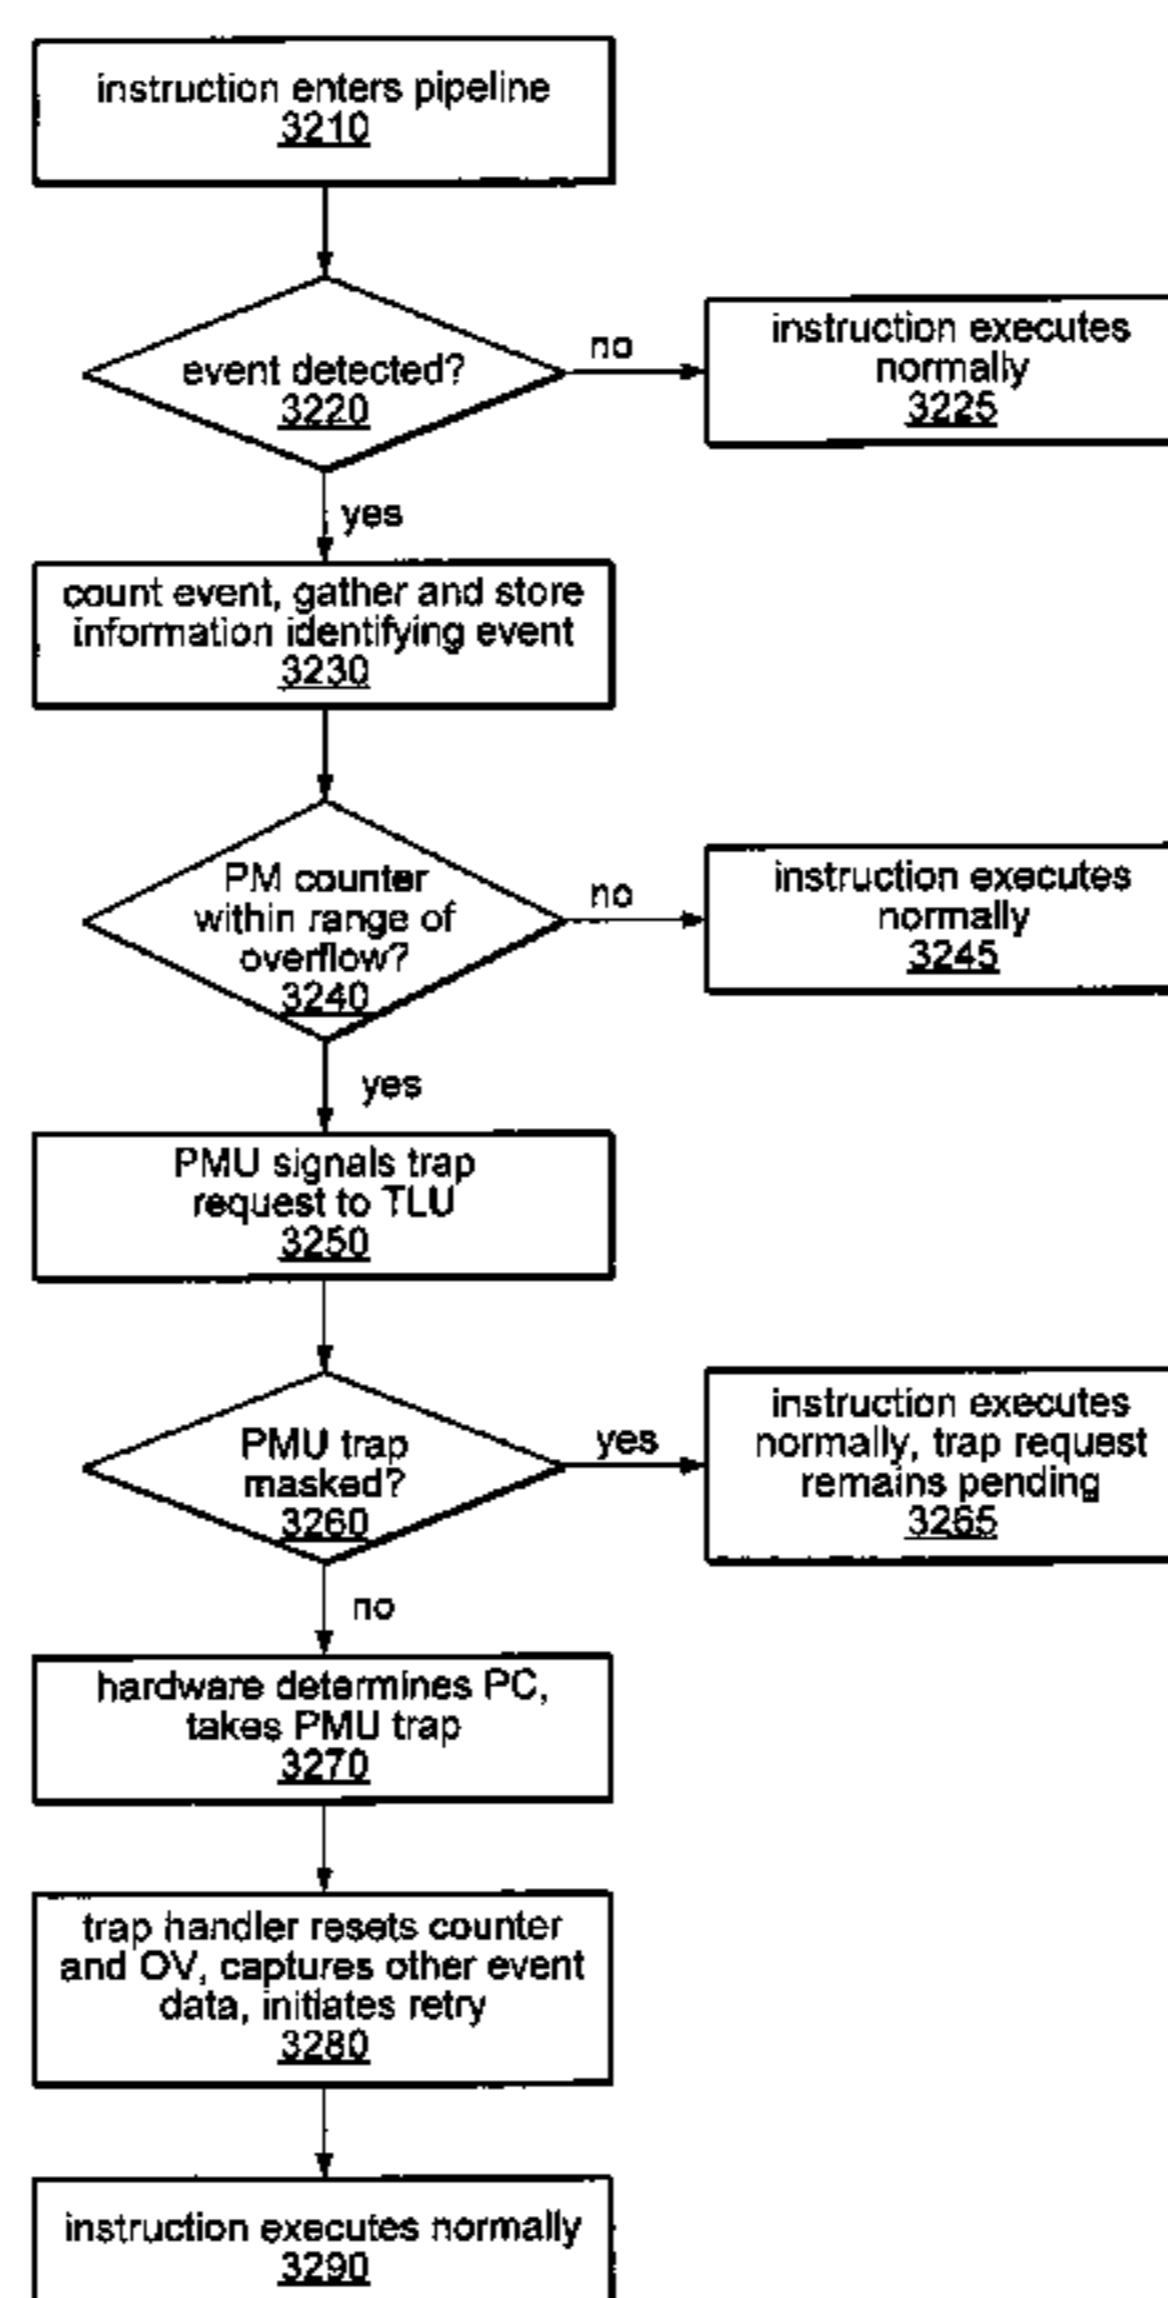 instruction enters pipeline
3210
event detected?
3220
no
instruction executes
normally
3225
yes
count event, gather and store
information identifying event
3230
PM counter
within range of
overflow?
3240
no
instruction executes
normally
3245
yes
PMU signals trap
request to TLU
3250
PMU trap
masked?
3260
yes
instruction executes
normally, trap request
remains pending
3265
no
hardware determines PC,
takes PMU trap
3270
trap handler resets counter
and OV, captures other event
data, initiates retry
3280
instruction executes normally
3290